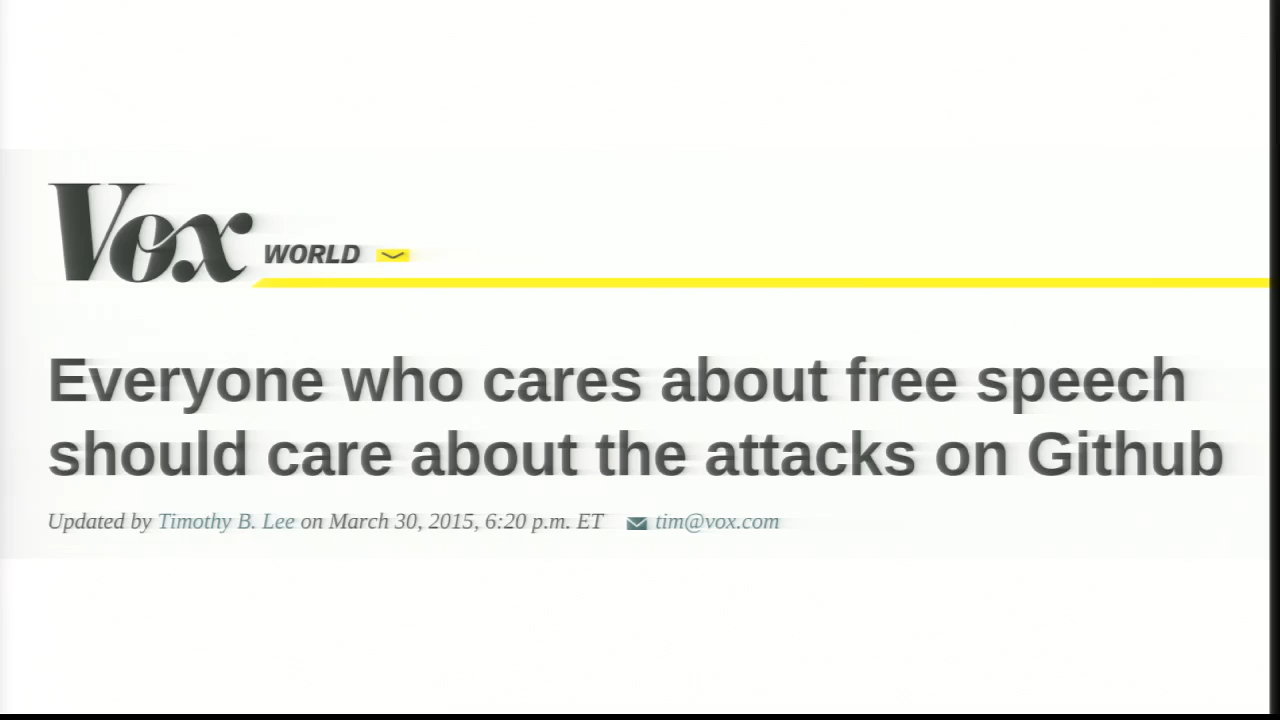 Vox WORLD
Everyone who cares about free speech
should care about the attacks on Github
Updated by Timothy B. Lee on March 30, 2015, 6:20 p.m. ET tim@vox.com